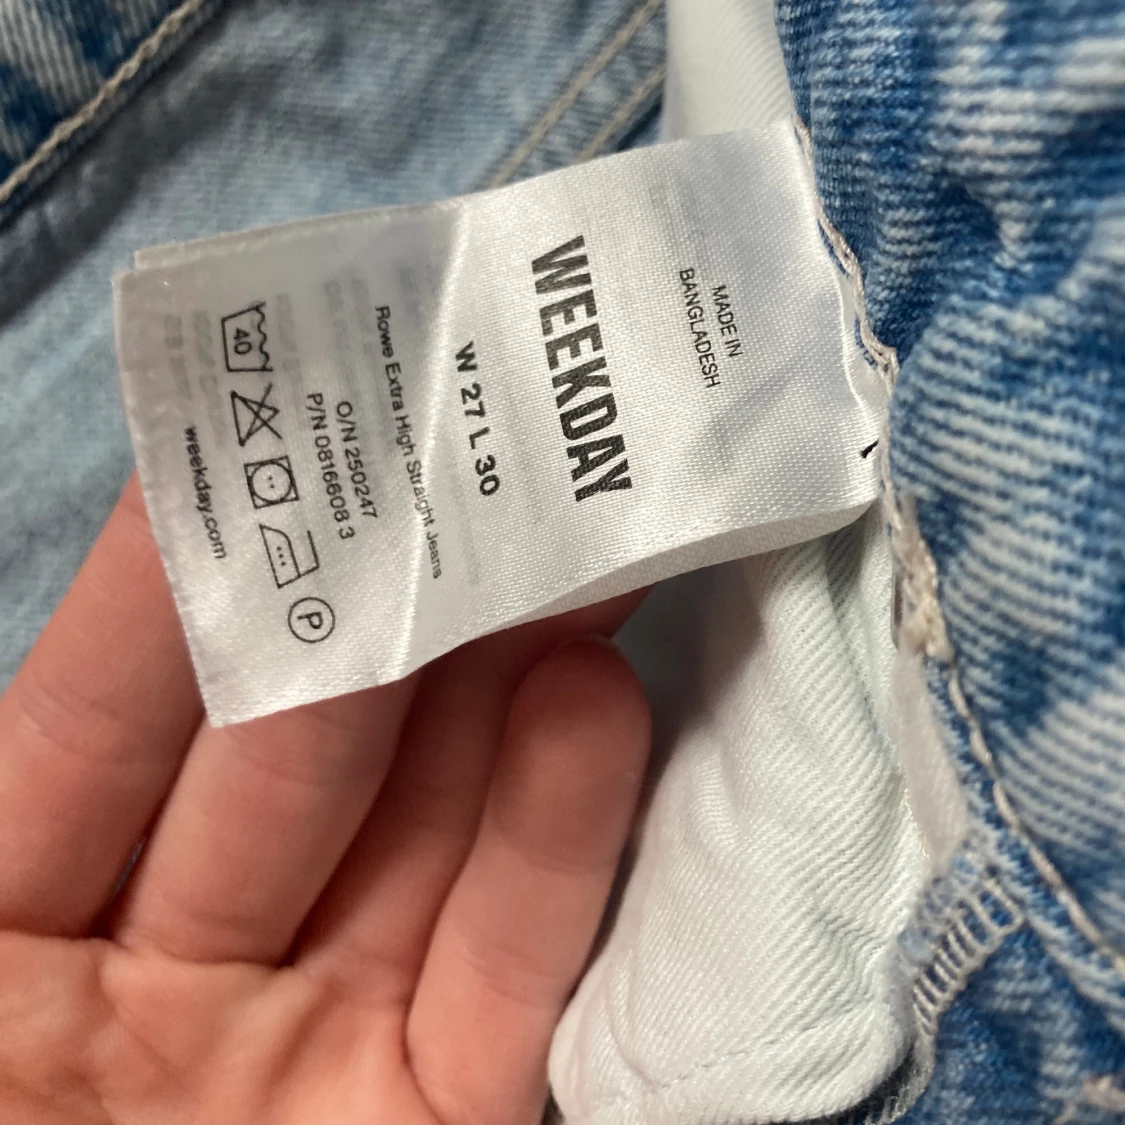 MADE IN
BANGLADESH
WEEKDAY
W 27 L 30
Rowe Extra High Straight Jeans
O/N 250247
P/N 0816608 3
40
P
weekday.com